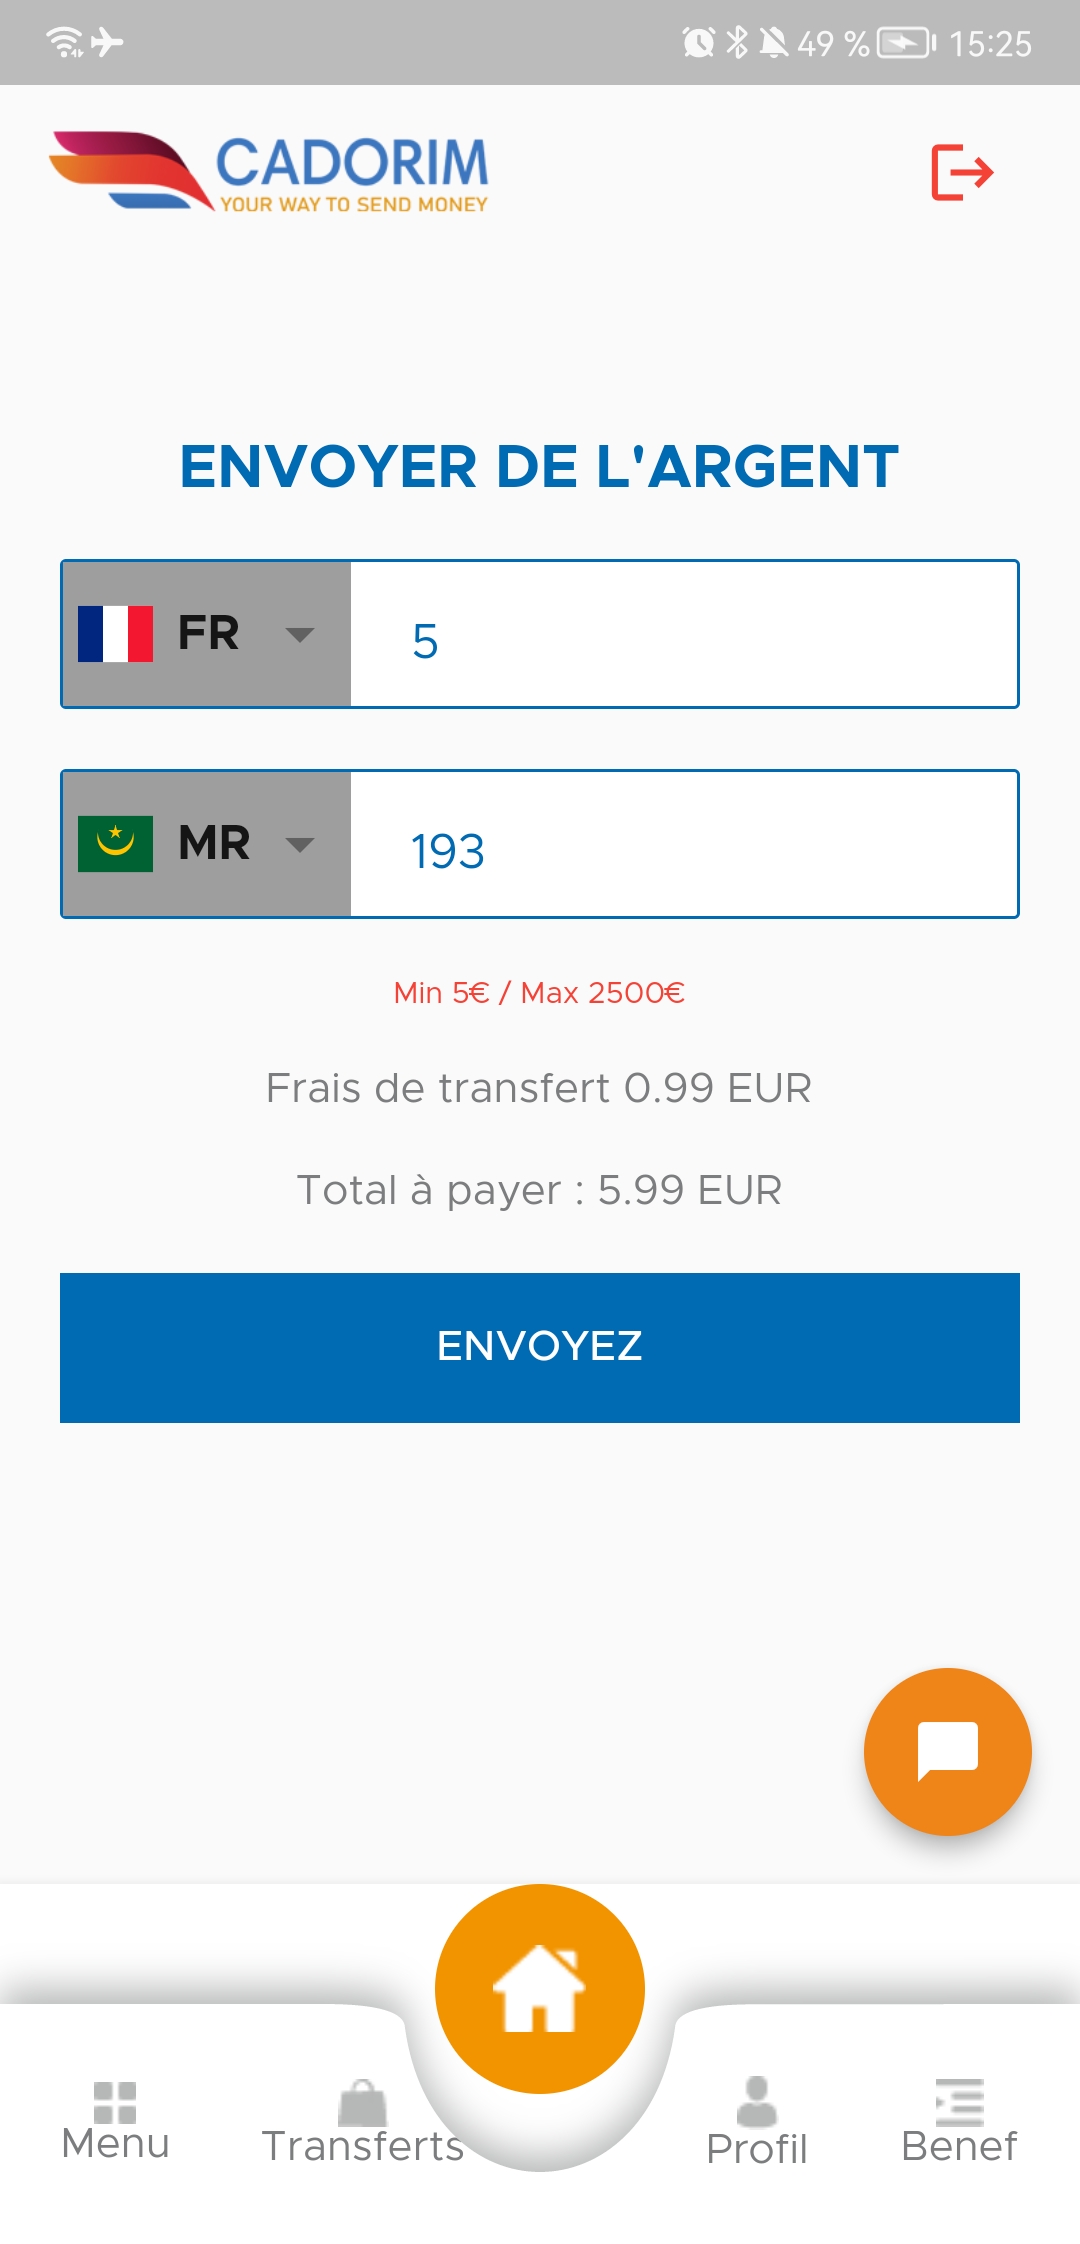 49 % 15:25
CADORIM
YOUR WAY TO SEND MONEY
ENVOYER DE L'ARGENT
FR 5
MR 193
Min 5€ / Max 2500€
Frais de transfert 0.99 EUR
Total à payer : 5.99 EUR
ENVOYEZ
Menu Transferts Profil Benef